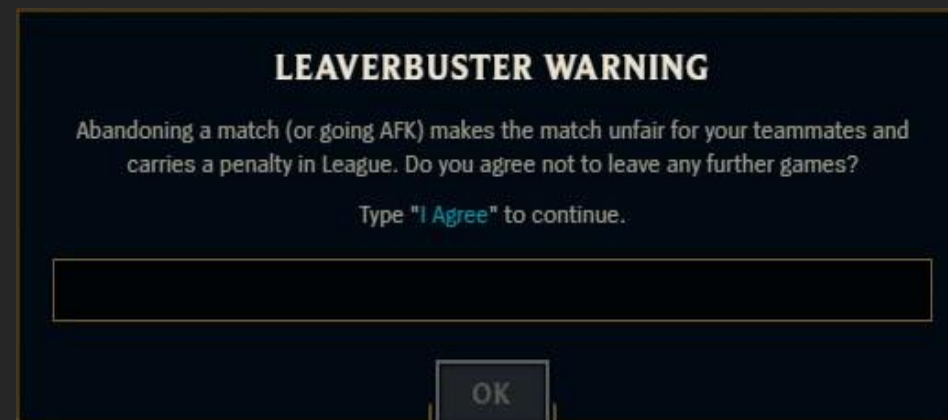 LEAVERBUSTER WARNING
Abandoning a match (or going AFK) makes the match unfair for your teammates and
carries a penalty in League. Do you agree not to leave any further games?
Type "I Agree" to continue.
OK